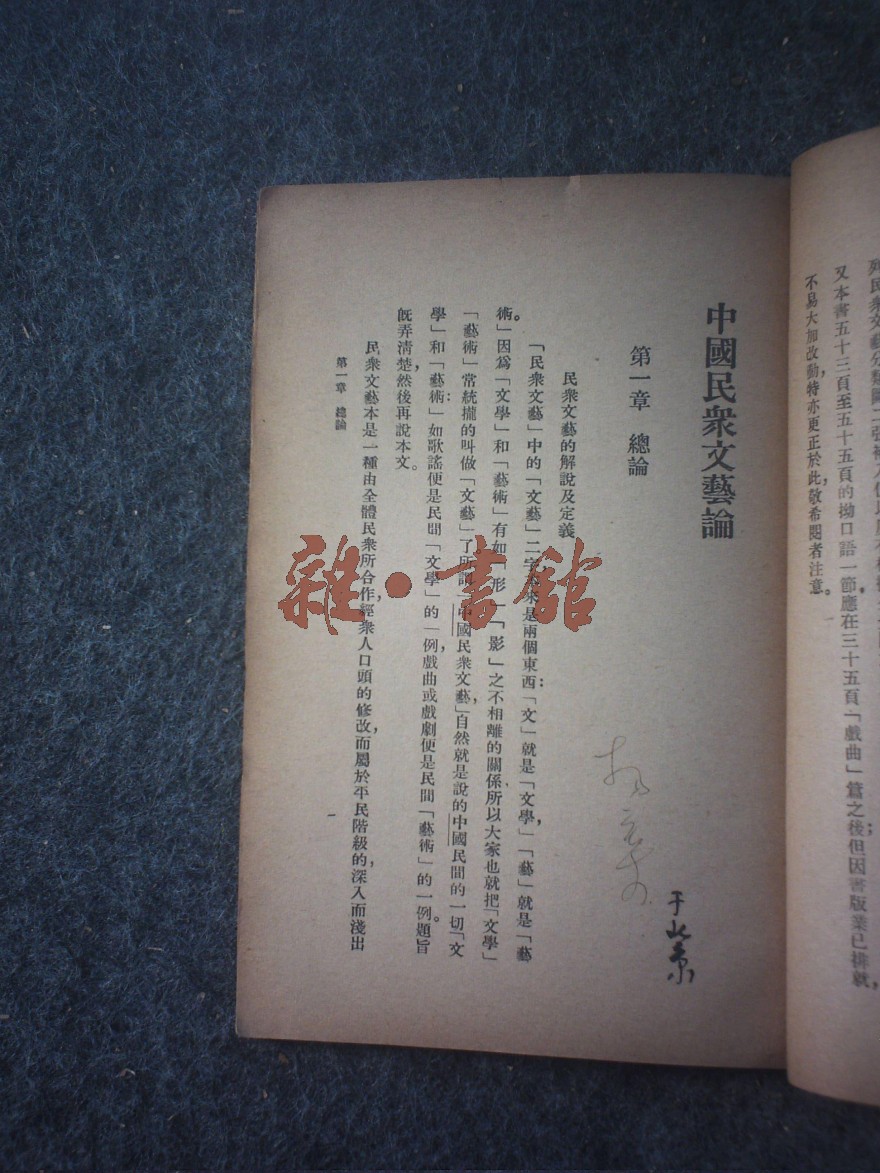 列民衆文藝分類
又本書五十三頁至五十五頁的拗口語一節，應在三十五頁「戲曲」篇之後；但因書版業已排就，
不易大加改動，特亦更正於此，敬希閱者注意。
中國民衆文藝論
第一章 總論
民衆文藝的解說及定義
「民衆文藝」中的「文藝」二字本來是兩個東西：「文」就是「文學」，「藝」就是「藝
術」。因爲「文學」和「藝術」有如「形」「影」之不相離的關係，所以大家也就把「文學」
「藝術」常統攏的叫做「文藝」了。所謂「中國民衆文藝」，自然就是說的中國民間的一切「文
學」和「藝術」：如歌謠便是民間「文學」的一例，戲曲或戲劇便是民間「藝術」的一例。題旨
旣弄清楚，然後再說本文。
民衆文藝本是一種由全體民衆所合作，經衆人口頭的修改，而屬於平民階級的，深入而淺出
第一章 總論
一
雜·書館